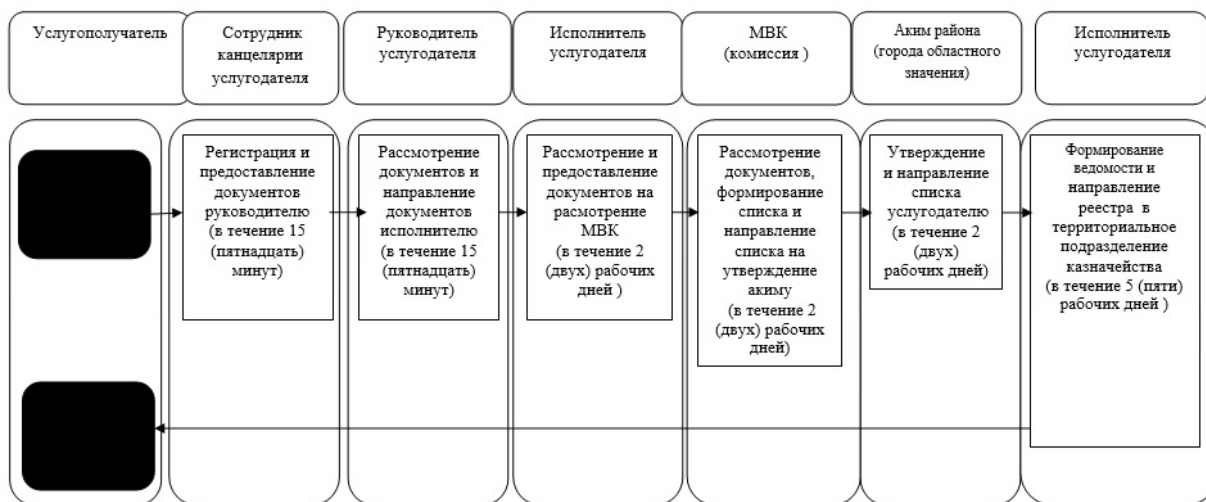 Услугополучатель
Сотрудник
канцелярии
услугодателя
Руководитель
услугодателя
Исполнитель
услугодателя
МВК
(комиссия )
Аким района
(города областного
значения)
Исполнитель
услугодателя
Регистрация и
предоставление
документов
руководителю
(в течение 15
(пятнадцать)
минут)
Рассмотрение
документов и
направление
документов
исполнителю
(в течение 15
(пятнадцать)
минут)
Рассмотрение и
предоставление
документов на
расмотрение
МВК
(в течение 2
(двух) рабочих
дней )
Рассмотрение
документов,
формирование
списка и
направление
списка на
утверждение
акиму
(в течение 2
(двух) рабочих
дней)
Утверждение
и направление
списка
услугодателю
(в течение 2
(двух)
рабочих дней)
Формирование
ведомости и
направление
реестра в
территориальное
подразделение
казначейства
(в течение 5 (пяти)
рабочих дней )